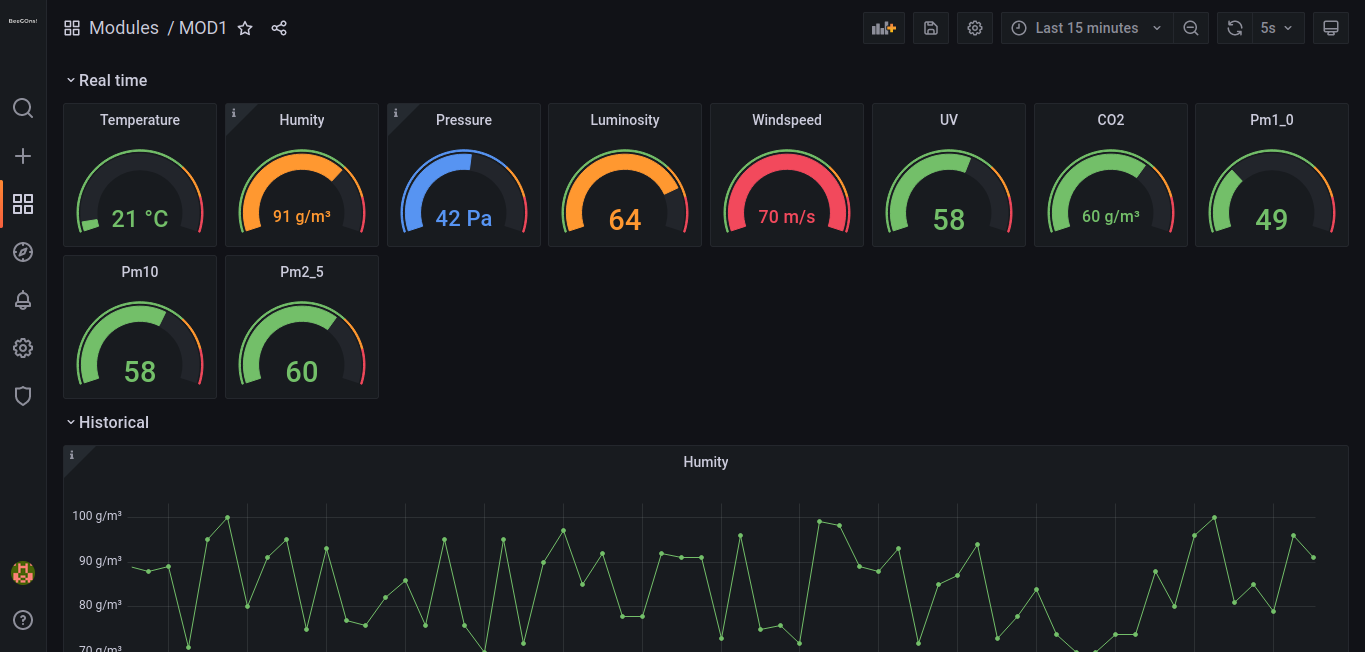 BeeGOns!
Modules / MOD1
Last 15 minutes
5s
Real time
Temperature
21 °C
i
Humity
91 g/m³
i
Pressure
42 Pa
Luminosity
64
Windspeed
70 m/s
UV
58
CO2
60 g/m³
Pm1_0
49
Pm10
58
Pm2_5
60
Historical
i
Humity
100 g/m³
90 g/m³
80 g/m³
70 g/m³